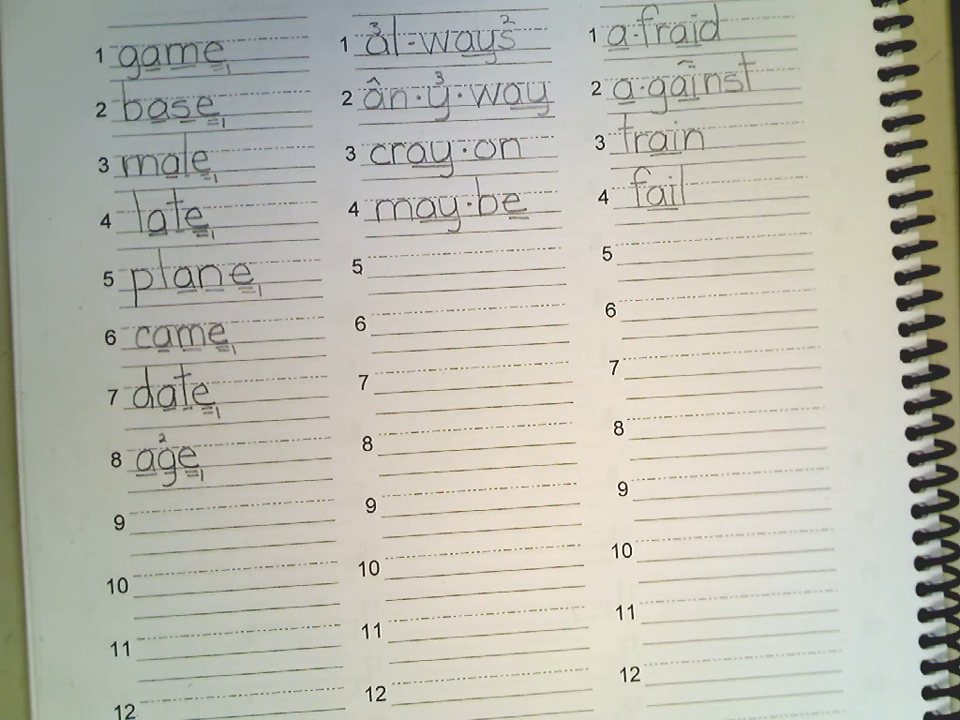 1 game
2 base
3 male
4 late
5 plane
6 came
7 date
8 age
9
10
11
12
1 al·ways
2 an·y·way
3 cray·on
4 may·be
5
6
7
8
9
10
11
12
1 a·fraid
2 a·gainst
3 train
4 fail
5
6
7
8
9
10
11
12